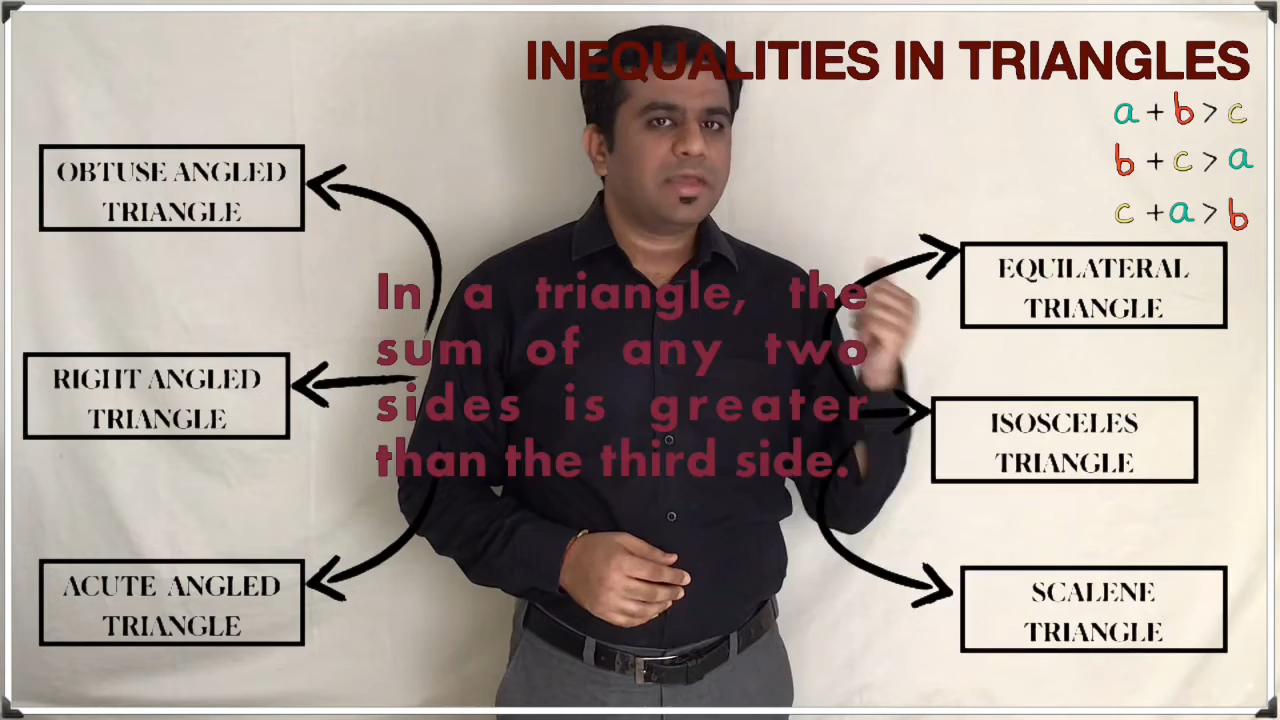 INEQUALITIES IN TRIANGLES
a + b > c
b + c > a
c + a > b
OBTUSE ANGLED
TRIANGLE
RIGHT ANGLED
TRIANGLE
ACUTE ANGLED
TRIANGLE
In a triangle, the
sum of any two
sides is greater
than the third side.
EQUILATERAL
TRIANGLE
ISOSCELES
TRIANGLE
SCALENE
TRIANGLE